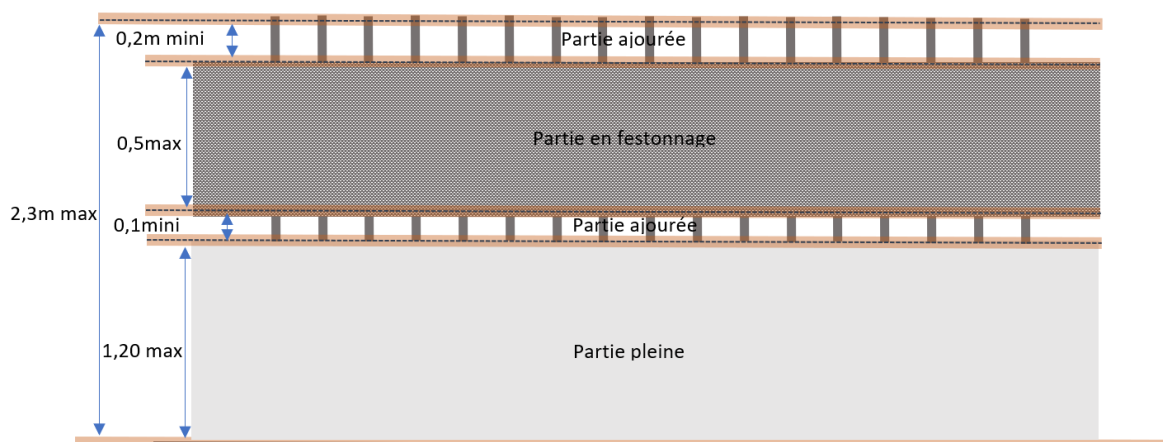 0,2m mini
Partie ajourée
Partie en festonnage
0,5max
2,3m max
0,1mini
Partie ajourée
1,20 max
Partie pleine